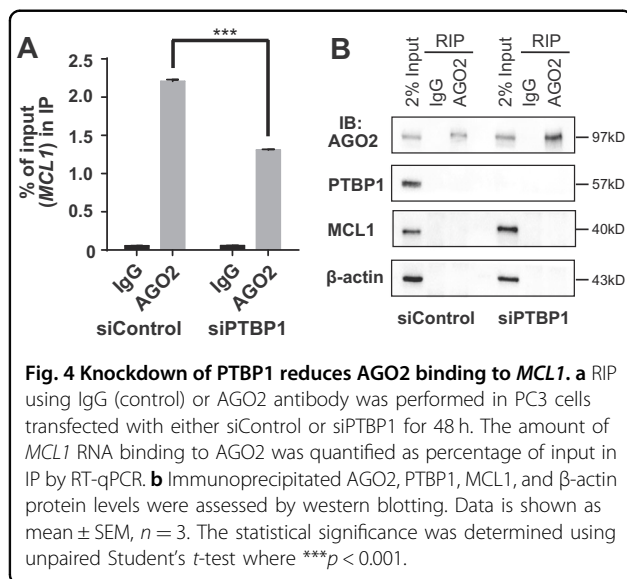 A
***
% of input
(MCL1) in IP
2.5
2.0
1.5
1.0
0.5
0
IgG
AGO2
IgG
AGO2
siControl
siPTBP1
B
RIP
RIP
2% Input
IgG
AGO2
2% Input
IgG
AGO2
IB:
AGO2
97kD
PTBP1
57kD
MCL1
40kD
β-actin
43kD
siControl
siPTBP1
Fig. 4 Knockdown of PTBP1 reduces AGO2 binding to MCL1. a RIP
using IgG (control) or AGO2 antibody was performed in PC3 cells
transfected with either siControl or siPTBP1 for 48 h. The amount of
MCL1 RNA binding to AGO2 was quantified as percentage of input in
IP by RT-qPCR. b Immunoprecipitated AGO2, PTBP1, MCL1, and β-actin
protein levels were assessed by western blotting. Data is shown as
mean ± SEM, n = 3. The statistical significance was determined using
unpaired Student’s t-test where ***p < 0.001.